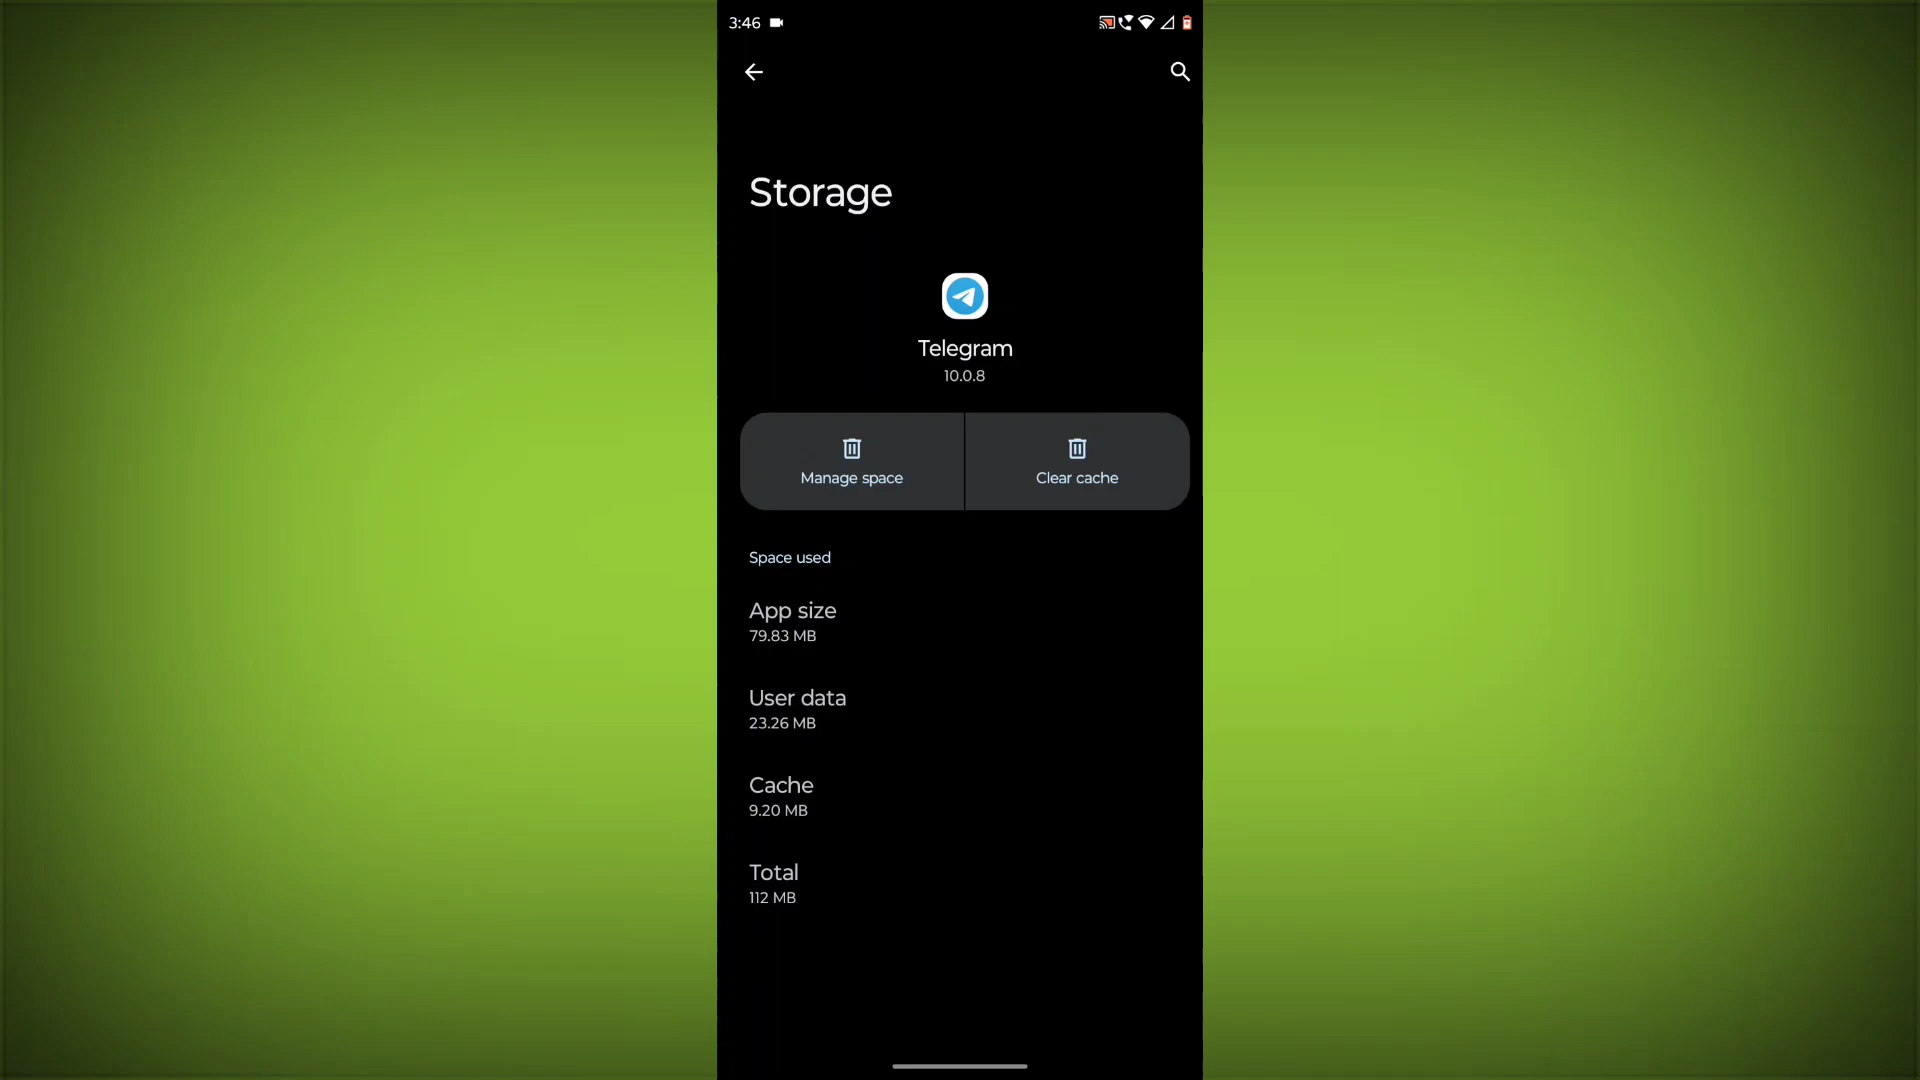 3:46
Storage
Telegram
10.0.8
Manage space
Clear cache
Space used
App size
79.83 MB
User data
23.26 MB
Cache
9.20 MB
Total
112 MB